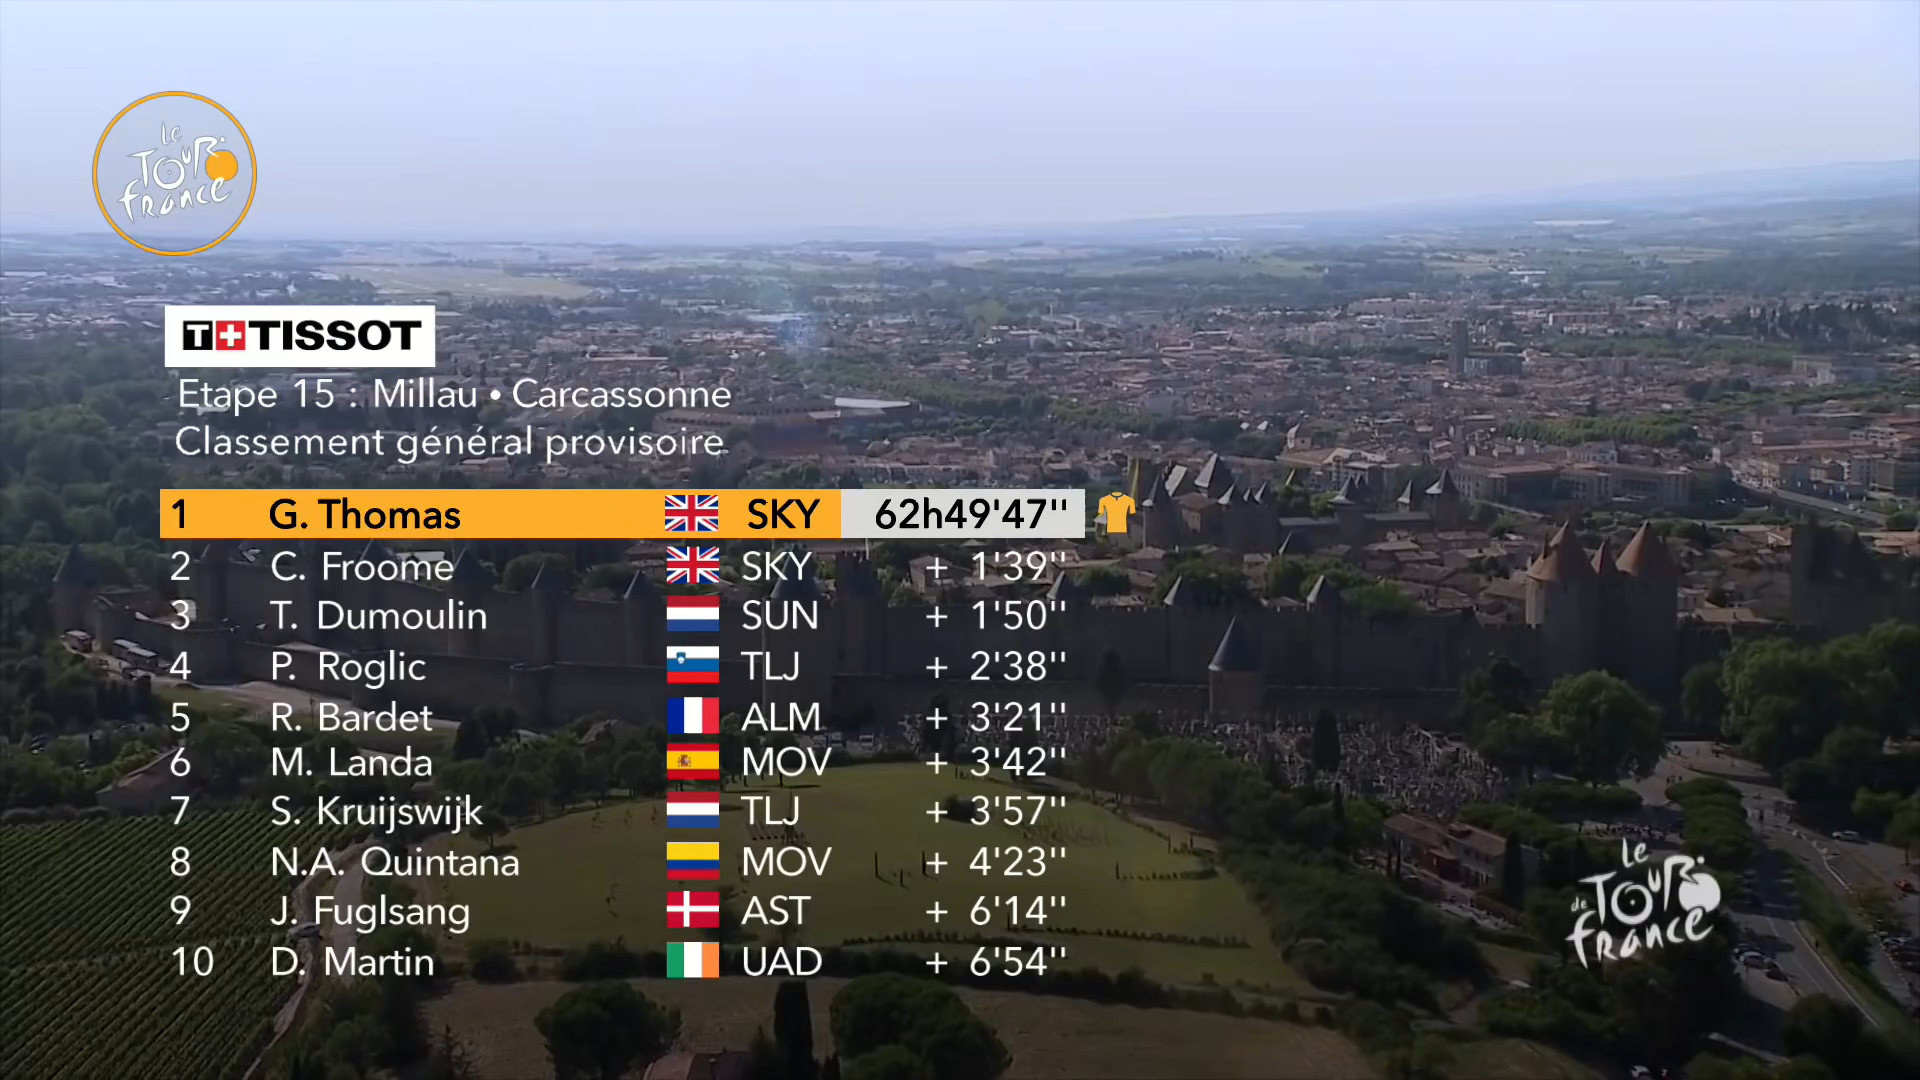 Le
TOUR
france
T+ TISSOT
Etape 15 : Millau • Carcassonne
Classement général provisoire
1 G. Thomas SKY 62h49'47''
2 C. Froome SKY + 1'39''
3 T. Dumoulin SUN + 1'50''
4 P. Roglic TLJ + 2'38''
5 R. Bardet ALM + 3'21''
6 M. Landa MOV + 3'42''
7 S. Kruijswijk TLJ + 3'57''
8 N.A. Quintana MOV + 4'23''
9 J. Fuglsang AST + 6'14''
10 D. Martin UAD + 6'54''
Le
TOUR
de
france